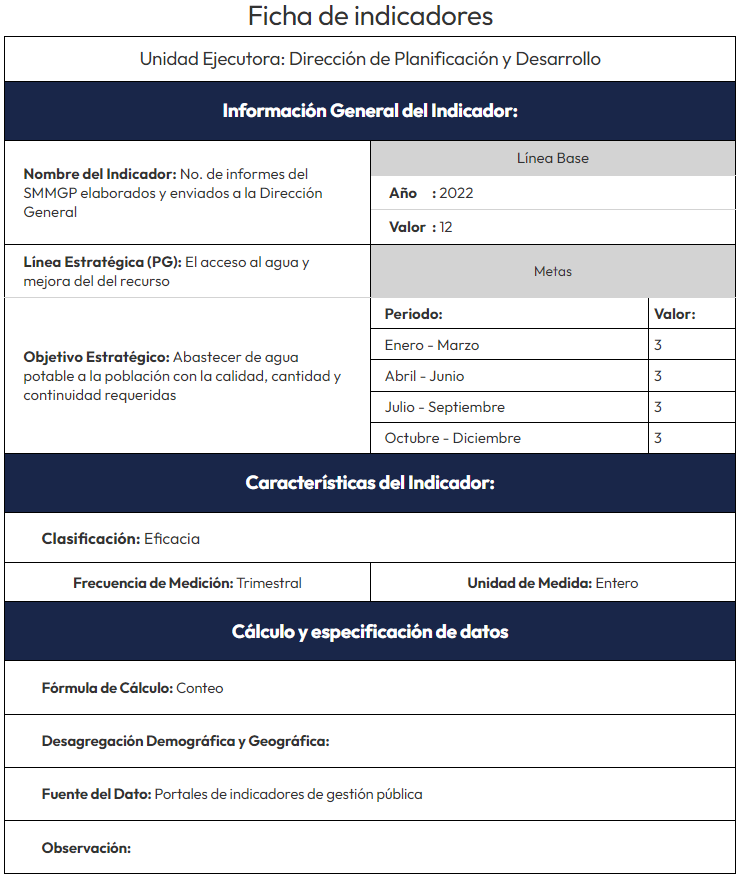 Ficha de indicadores
Unidad Ejecutora: Dirección de Planificación y Desarrollo
Información General del Indicador:
Nombre del Indicador: No. de informes del
SMMGP elaborados y enviados a la Dirección
General
Línea Base
Año : 2022
Valor : 12
Línea Estratégica (PG): El acceso al agua y
mejora del del recurso
Metas
Objetivo Estratégico: Abastecer de agua
potable a la población con la calidad, cantidad y
continuidad requeridas
Periodo: Valor:
Enero - Marzo 3
Abril - Junio 3
Julio - Septiembre 3
Octubre - Diciembre 3
Características del Indicador:
Clasificación: Eficacia
Frecuencia de Medición: Trimestral Unidad de Medida: Entero
Cálculo y especificación de datos
Fórmula de Cálculo: Conteo
Desagregación Demográfica y Geográfica:
Fuente del Dato: Portales de indicadores de gestión pública
Observación: